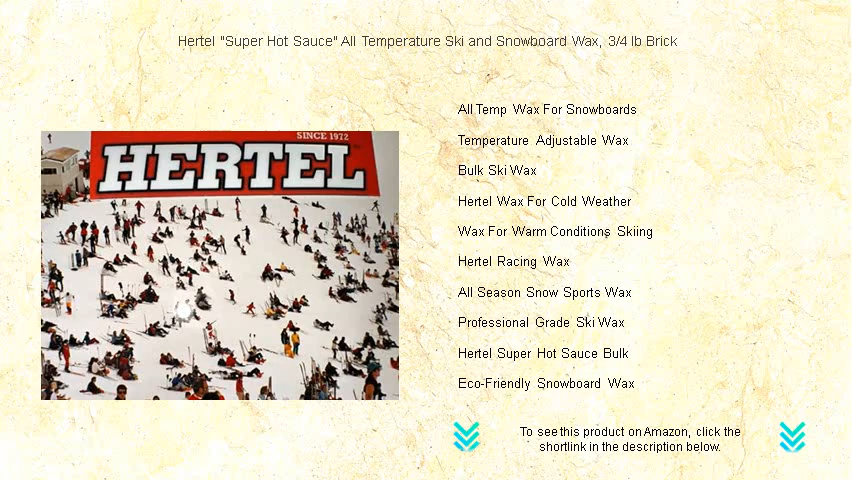 Hertel "Super Hot Sauce" All Temperature Ski and Snowboard Wax, 3/4 lb Brick
SINCE 1972
HERTEL
All Temp Wax For Snowboards
Temperature Adjustable Wax
Bulk Ski Wax
Hertel Wax For Cold Weather
Wax For Warm Conditions Skiing
Hertel Racing Wax
All Season Snow Sports Wax
Professional Grade Ski Wax
Hertel Super Hot Sauce Bulk
Eco-Friendly Snowboard Wax
To see this product on Amazon, click the
shortlink in the description below.